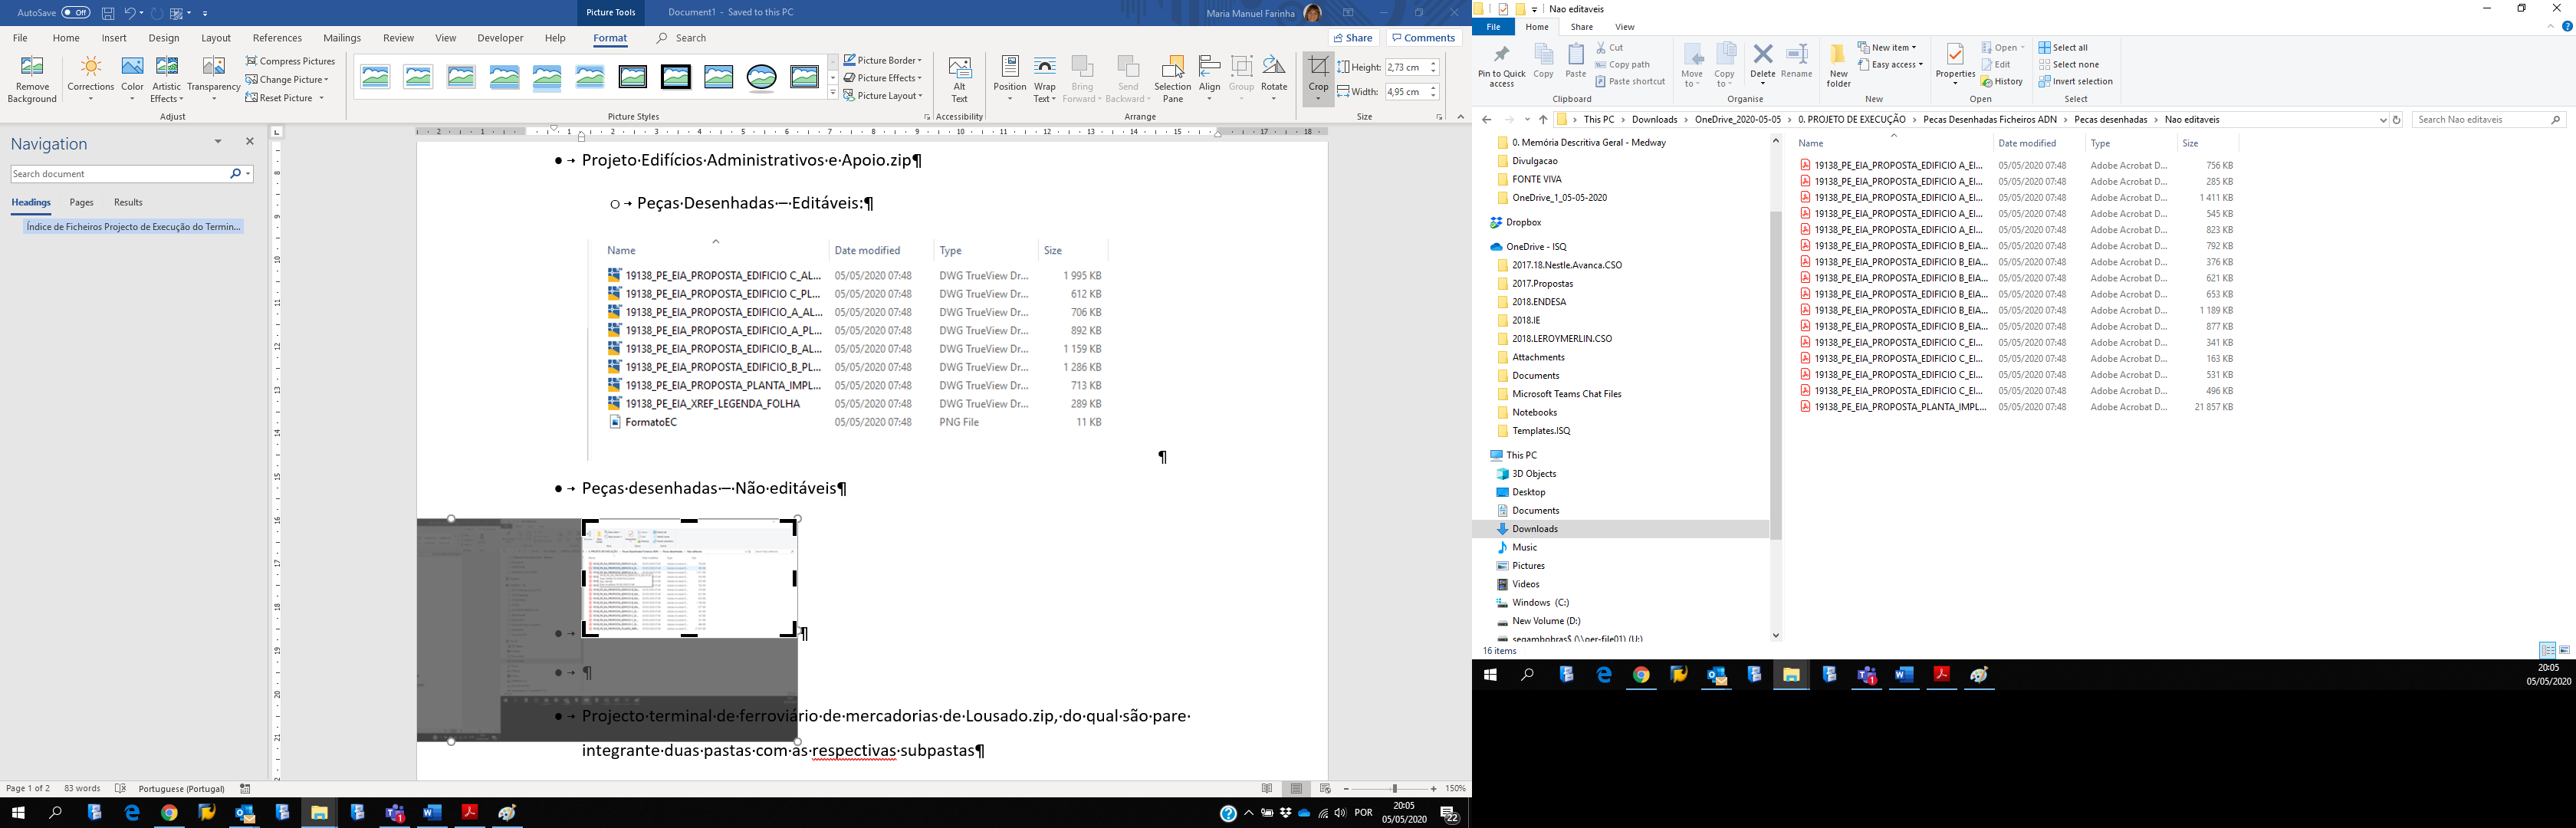 AutoSave Off
Picture Tools
Document1 - Saved to this PC
Maria Manuel Farinha
File Home Insert Design Layout References Mailings Review View Developer Help Format Search
Share Comments
Remove Background
Corrections
Color
Artistic Effects
Transparency
Compress Pictures
Change Picture
Reset Picture
Adjust
Picture Styles
Picture Border
Picture Effects
Picture Layout
Alt Text
Accessibility
Position
Wrap Text
Bring Forward
Send Backward
Selection Pane
Align
Group
Rotate
Arrange
Crop
Height: 2,73 cm
Width: 4,95 cm
Size
Navigation
Search document
Headings Pages Results
Índice de Ficheiros Projecto de Execução do Termin...
Projeto·Edifícios·Administrativos·e·Apoio.zip¶
Peças·Desenhadas·–·Editáveis:¶
Name Date modified Type Size
19138_PE_EIA_PROPOSTA_EDIFICIO C_AL... 05/05/2020 07:48 DWG TrueView Dr... 1 995 KB
19138_PE_EIA_PROPOSTA_EDIFICIO C_PL... 05/05/2020 07:48 DWG TrueView Dr... 612 KB
19138_PE_EIA_PROPOSTA_EDIFICIO_A_AL... 05/05/2020 07:48 DWG TrueView Dr... 706 KB
19138_PE_EIA_PROPOSTA_EDIFICIO_A_PL... 05/05/2020 07:48 DWG TrueView Dr... 892 KB
19138_PE_EIA_PROPOSTA_EDIFICIO_B_AL... 05/05/2020 07:48 DWG TrueView Dr... 1 159 KB
19138_PE_EIA_PROPOSTA_EDIFICIO_B_PL... 05/05/2020 07:48 DWG TrueView Dr... 1 286 KB
19138_PE_EIA_PROPOSTA_PLANTA_IMPL... 05/05/2020 07:48 DWG TrueView Dr... 713 KB
19138_PE_EIA_XREF_LEGENDA_FOLHA 05/05/2020 07:48 DWG TrueView Dr... 289 KB
FormatoEC 05/05/2020 07:48 PNG File 11 KB
¶
Peças·desenhadas·–·Não·editáveis¶
¶
¶
Projecto·terminal·de·ferroviário·de·mercadorias·de·Lousado.zip,·do·qual·são·pare·
integrante·duas·pastas·com·as·respectivas·subpastas¶
Page 1 of 2 83 words Portuguese (Portugal) 150%
POR 20:05 05/05/2020 22
Nao editaveis
File Home Share View
Pin to Quick access
Copy
Paste
Cut
Copy path
Paste shortcut
Clipboard
Move to
Copy to
Delete
Rename
Organise
New folder
New item
Easy access
New
Properties
Open
Edit
History
Open
Select all
Select none
Invert selection
Select
This PC > Downloads > OneDrive_2020-05-05 > 0. PROJETO DE EXECUÇÃO > Pecas Desenhadas Ficheiros ADN > Pecas desenhadas > Nao editaveis
Search Nao editaveis
0. Memória Descritiva Geral - Medway
Divulgacao
FONTE VIVA
OneDrive_1_05-05-2020
Dropbox
OneDrive - ISQ
2017.18.Nestle.Avanca.CSO
2017.Propostas
2018.ENDESA
2018.IE
2018.LEROYMERLIN.CSO
Attachments
Documents
Microsoft Teams Chat Files
Notebooks
Templates.ISQ
This PC
3D Objects
Desktop
Documents
Downloads
Music
Pictures
Videos
Windows (C:)
New Volume (D:)
Name Date modified Type Size
19138_PE_EIA_PROPOSTA_EDIFICIO A_EI... 05/05/2020 07:48 Adobe Acrobat D... 756 KB
19138_PE_EIA_PROPOSTA_EDIFICIO A_EI... 05/05/2020 07:48 Adobe Acrobat D... 285 KB
19138_PE_EIA_PROPOSTA_EDIFICIO A_EI... 05/05/2020 07:48 Adobe Acrobat D... 1 411 KB
19138_PE_EIA_PROPOSTA_EDIFICIO A_EI... 05/05/2020 07:48 Adobe Acrobat D... 545 KB
19138_PE_EIA_PROPOSTA_EDIFICIO A_EI... 05/05/2020 07:48 Adobe Acrobat D... 823 KB
19138_PE_EIA_PROPOSTA_EDIFICIO B_EIA... 05/05/2020 07:48 Adobe Acrobat D... 792 KB
19138_PE_EIA_PROPOSTA_EDIFICIO B_EIA... 05/05/2020 07:48 Adobe Acrobat D... 376 KB
19138_PE_EIA_PROPOSTA_EDIFICIO B_EIA... 05/05/2020 07:48 Adobe Acrobat D... 621 KB
19138_PE_EIA_PROPOSTA_EDIFICIO B_EIA... 05/05/2020 07:48 Adobe Acrobat D... 653 KB
19138_PE_EIA_PROPOSTA_EDIFICIO B_EIA... 05/05/2020 07:48 Adobe Acrobat D... 1 189 KB
19138_PE_EIA_PROPOSTA_EDIFICIO B_EIA... 05/05/2020 07:48 Adobe Acrobat D... 877 KB
19138_PE_EIA_PROPOSTA_EDIFICIO C_EI... 05/05/2020 07:48 Adobe Acrobat D... 341 KB
19138_PE_EIA_PROPOSTA_EDIFICIO C_EI... 05/05/2020 07:48 Adobe Acrobat D... 163 KB
19138_PE_EIA_PROPOSTA_EDIFICIO C_EI... 05/05/2020 07:48 Adobe Acrobat D... 531 KB
19138_PE_EIA_PROPOSTA_EDIFICIO C_EI... 05/05/2020 07:48 Adobe Acrobat D... 496 KB
19138_PE_EIA_PROPOSTA_PLANTA_IMPL... 05/05/2020 07:48 Adobe Acrobat D... 21 857 KB
16 items
20:05
05/05/2020